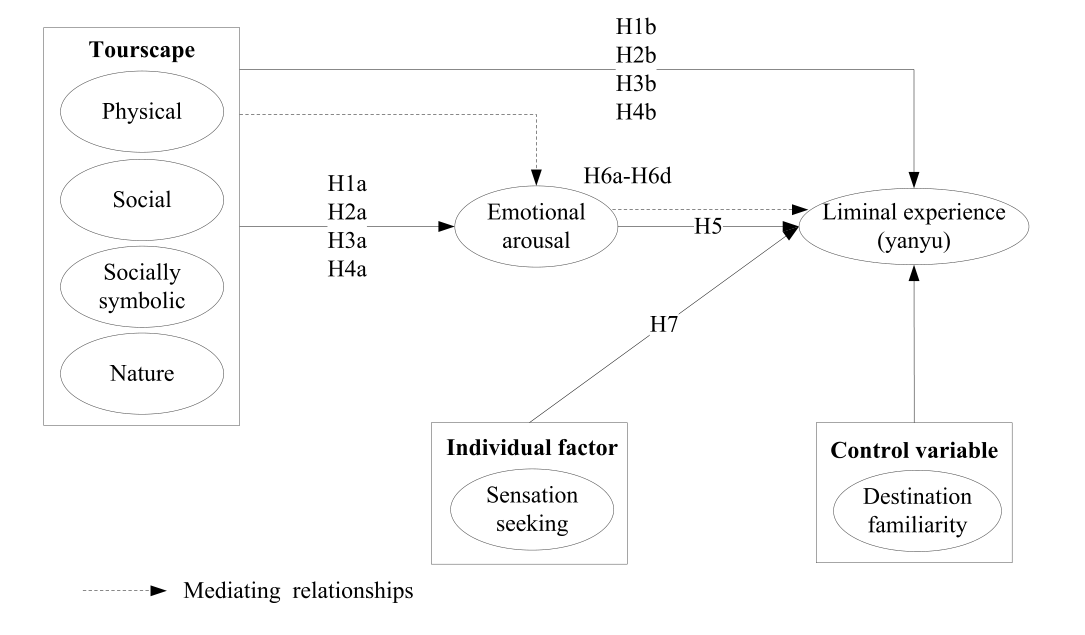 Tourscape
Physical
Social
Socially
symbolic
Nature
H1b
H2b
H3b
H4b
H1a
H2a
H3a
H4a
Emotional
arousal
H6a-H6d
H5
Liminal experience
(yanyu)
H7
Individual factor
Sensation
seeking
Control variable
Destination
familiarity
Mediating relationships